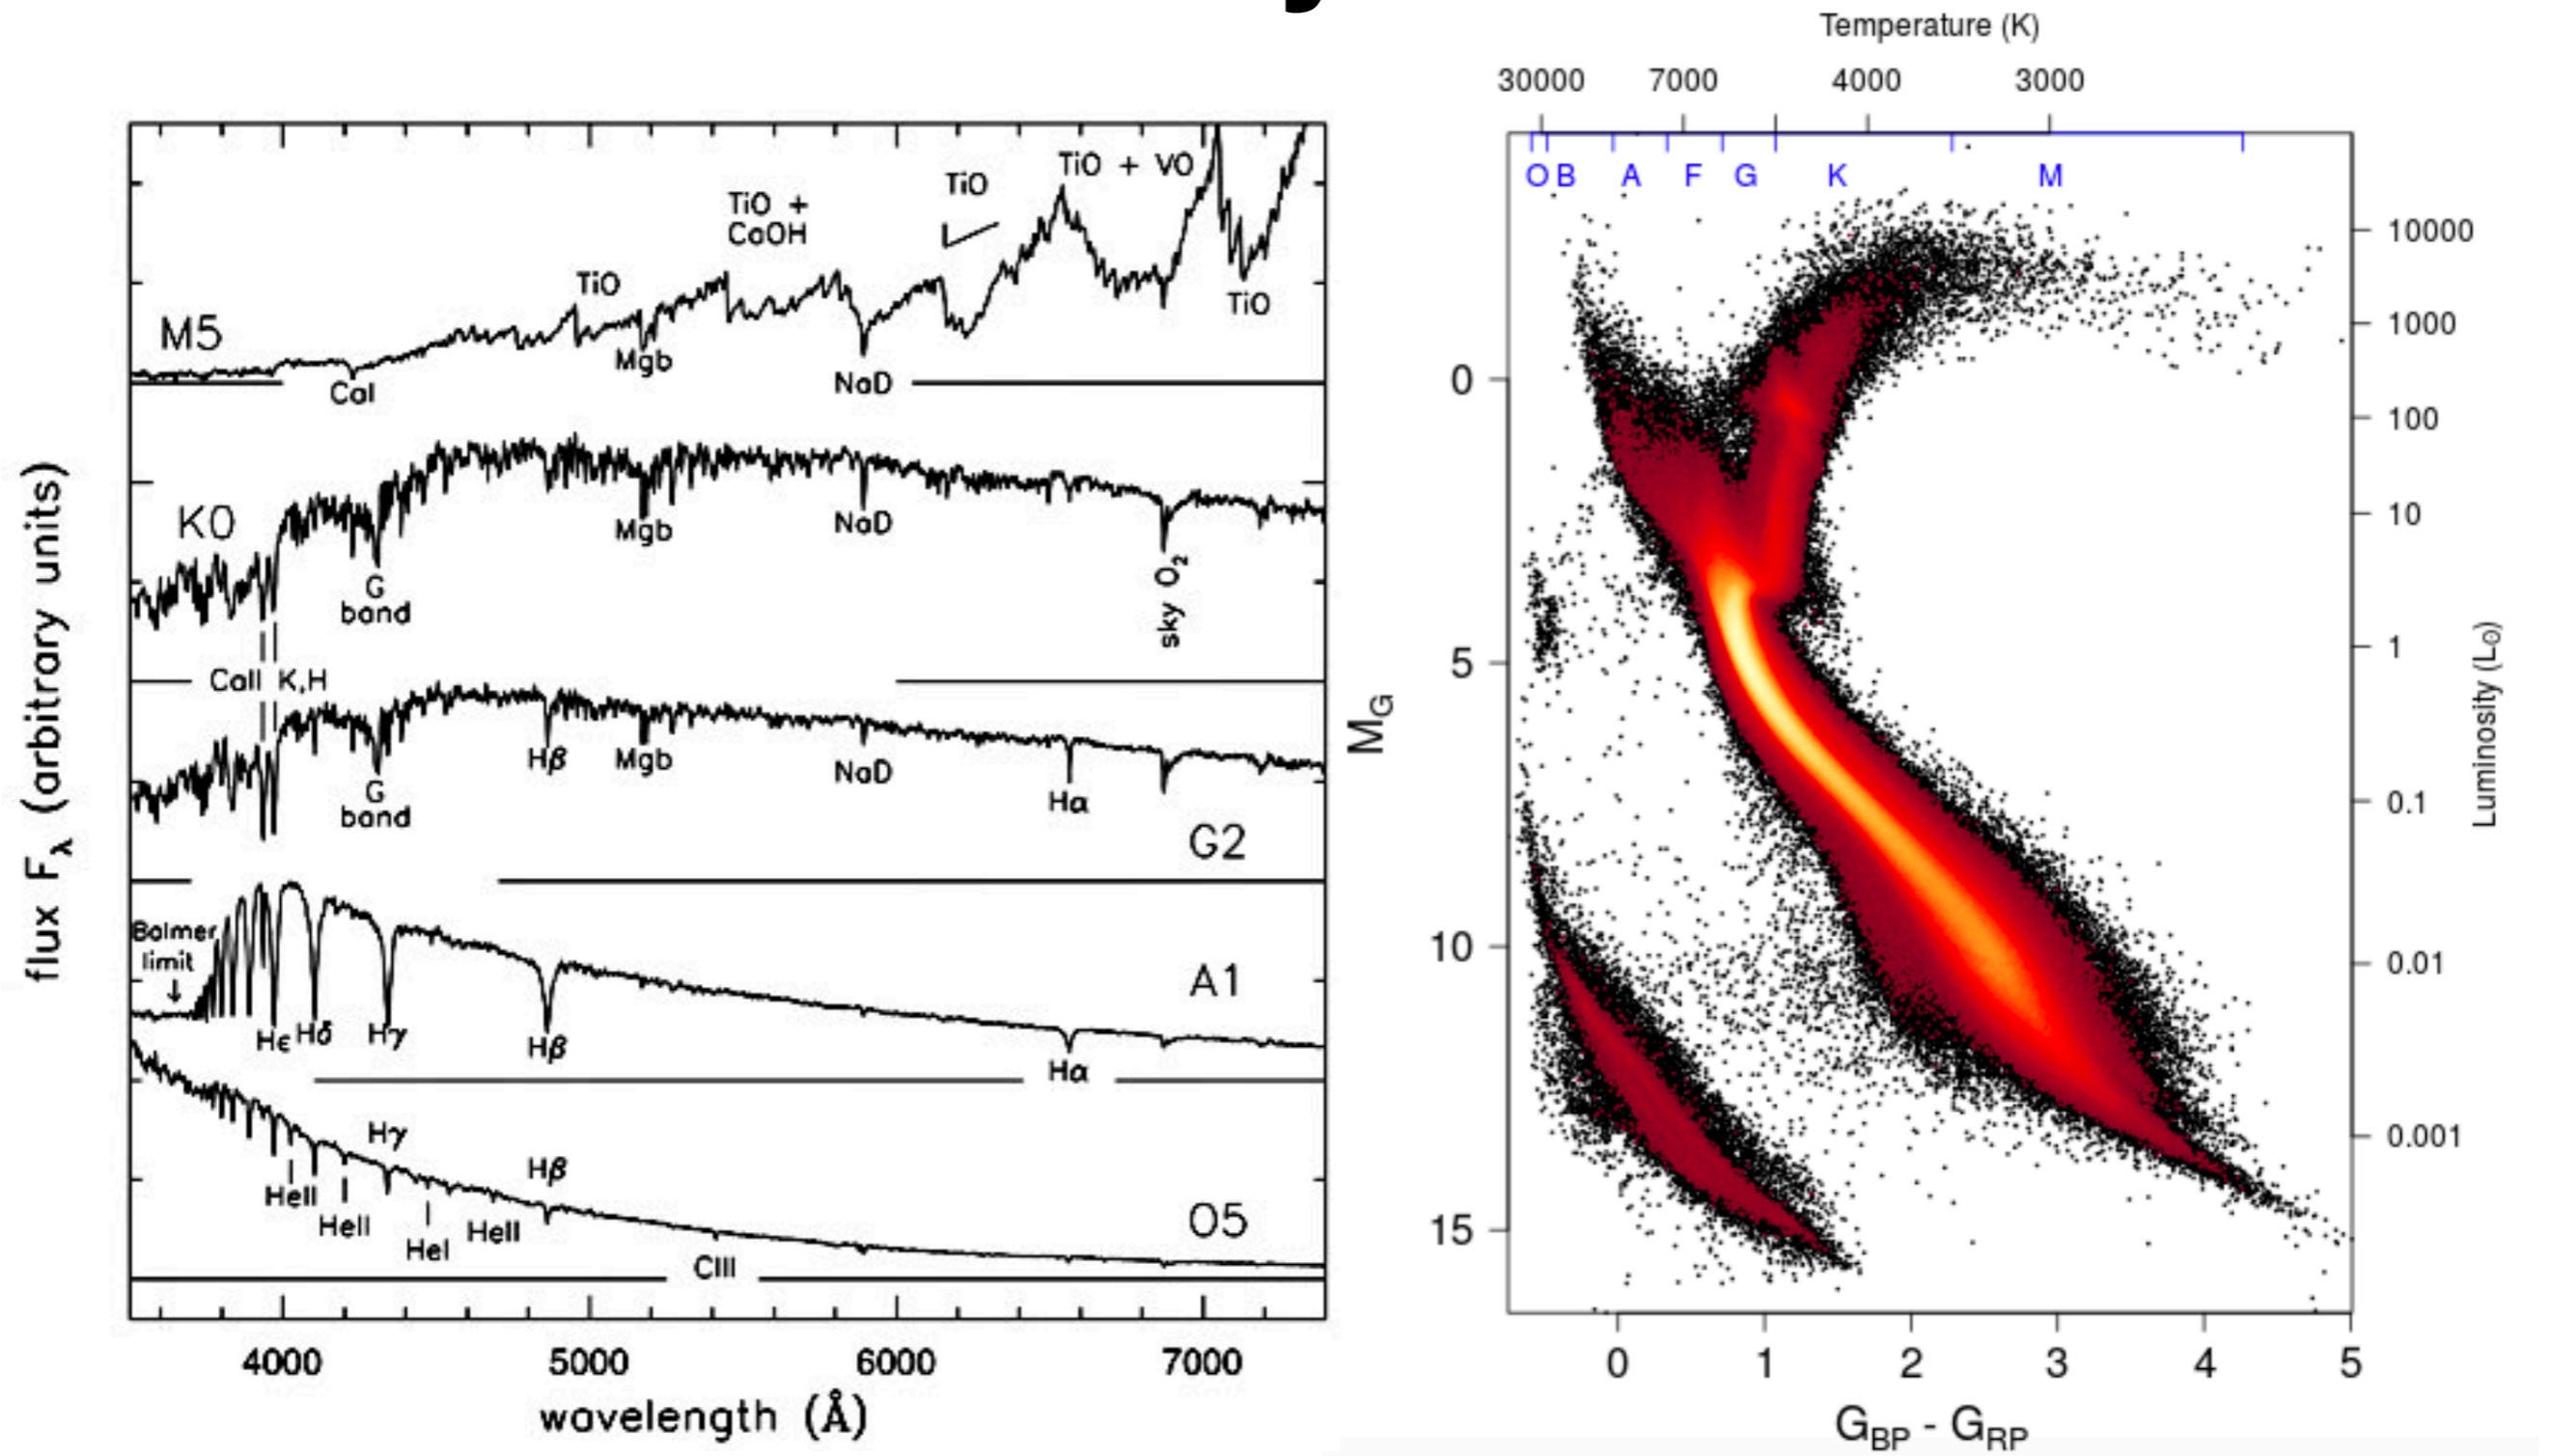 flux Fλ (arbitrary units)
M5
CaI
TiO
Mgb
TiO +
CaOH
NaD
TiO
TiO + VO
TiO
K0
G
band
Mgb
NaD
sky O₂
CaII K,H
G
band
Hβ
Mgb
NaD
Hα
G2
Balmer
limit
Hϵ Hδ Hγ
Hβ
Hα
A1
HeII
HeII
Hγ
HeI
HeII
Hβ
CIII
O5
4000 5000 6000 7000
wavelength (Å)
Temperature (K)
30000 7000 4000 3000
O B A F G K M
M_G
0
5
10
15
10000
1000
100
10
1
0.1
0.01
0.001
Luminosity (L⊙)
0 1 2 3 4 5
G_BP - G_RP